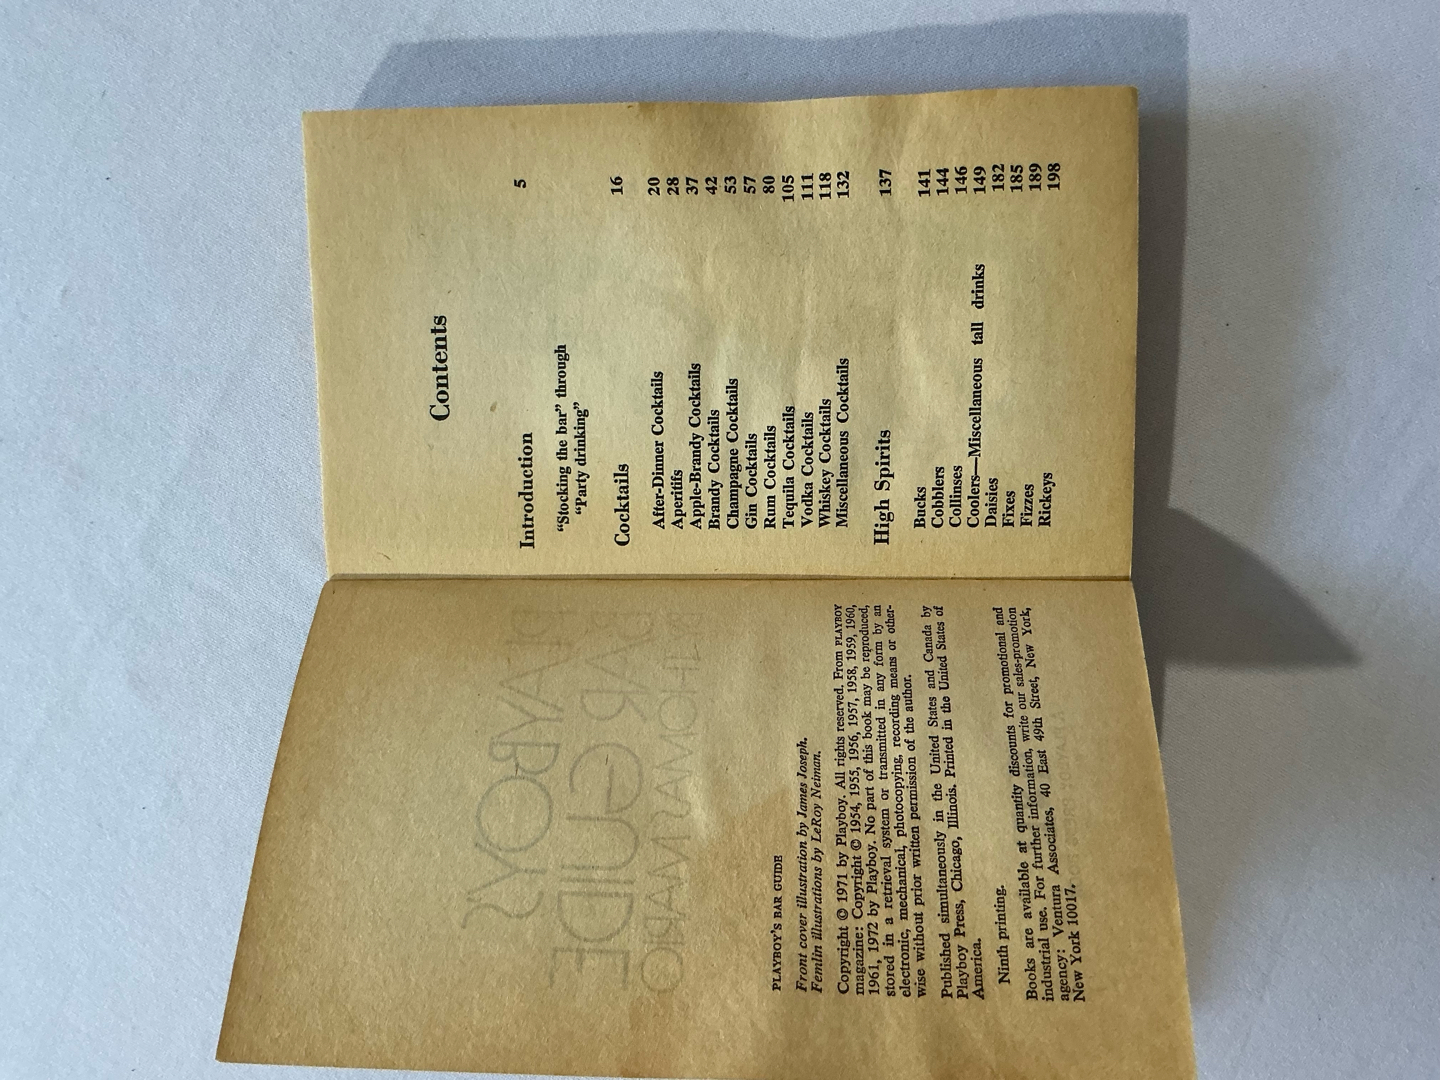 PLAYBOY'S BAR GUIDE
Front cover illustration by James Joseph.
Femlin illustrations by LeRoy Neiman.
Copyright © 1971 by Playboy. All rights reserved. From PLAYBOY
magazine: Copyright © 1954, 1955, 1956, 1957, 1958, 1959, 1960,
1961, 1972 by Playboy. No part of this book may be reproduced,
stored in a retrieval system or transmitted in any form by an
electronic, mechanical, photocopying, recording means or other-
wise without prior written permission of the author.
Published simultaneously in the United States and Canada by
Playboy Press, Chicago, Illinois. Printed in the United States of
America.
Ninth printing.
Books are available at quantity discounts for promotional and
industrial use. For further information, write our sales-promotion
agency: Ventura Associates, 40 East 49th Street, New York,
New York 10017.
Contents
Introduction 5
"Stocking the bar" through
"Party drinking"
Cocktails 16
After-Dinner Cocktails 20
Aperitifs 28
Apple-Brandy Cocktails 37
Brandy Cocktails 42
Champagne Cocktails 53
Gin Cocktails 57
Rum Cocktails 80
Tequila Cocktails 105
Vodka Cocktails 111
Whiskey Cocktails 118
Miscellaneous Cocktails 132
High Spirits 137
Bucks 141
Cobblers 144
Collinses 146
Coolers—Miscellaneous tall drinks 149
Daisies 182
Fixes 185
Fizzes 189
Rickeys 198